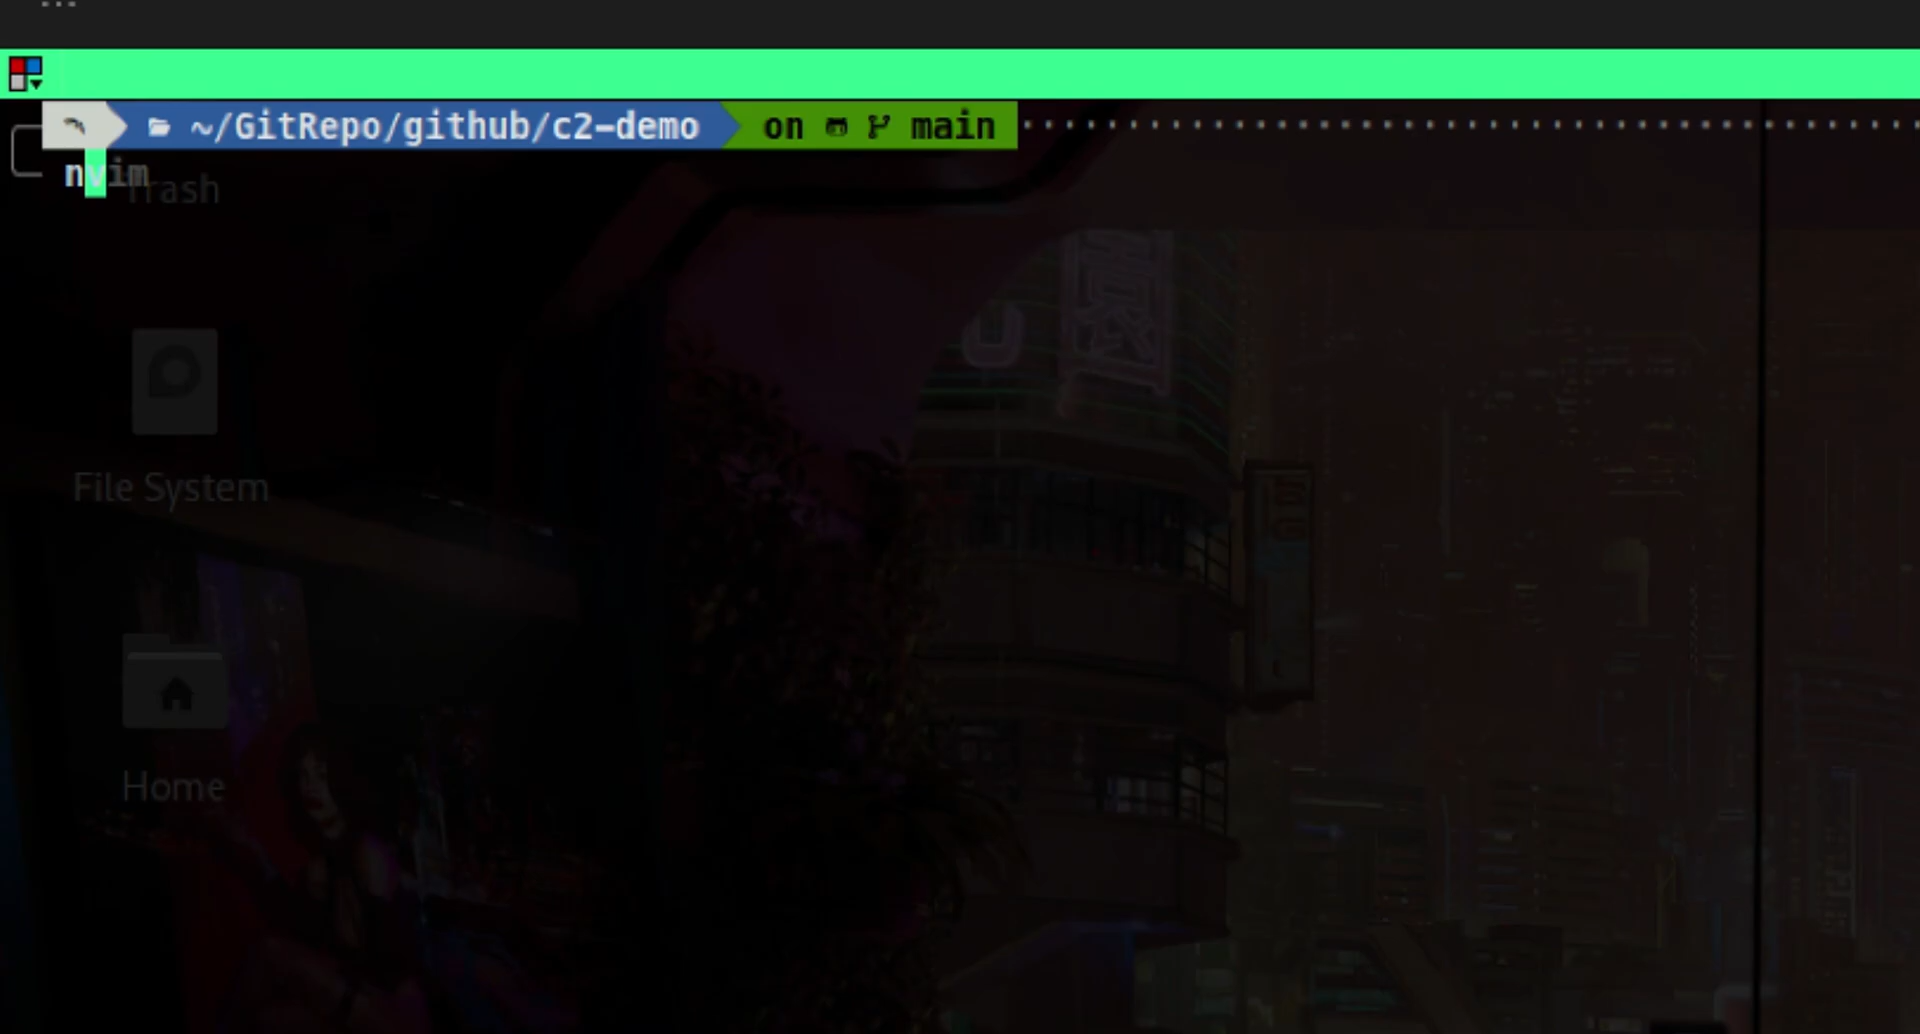 ~/GitRepo/github/c2-demo on main
nvim
Trash
File System
Home